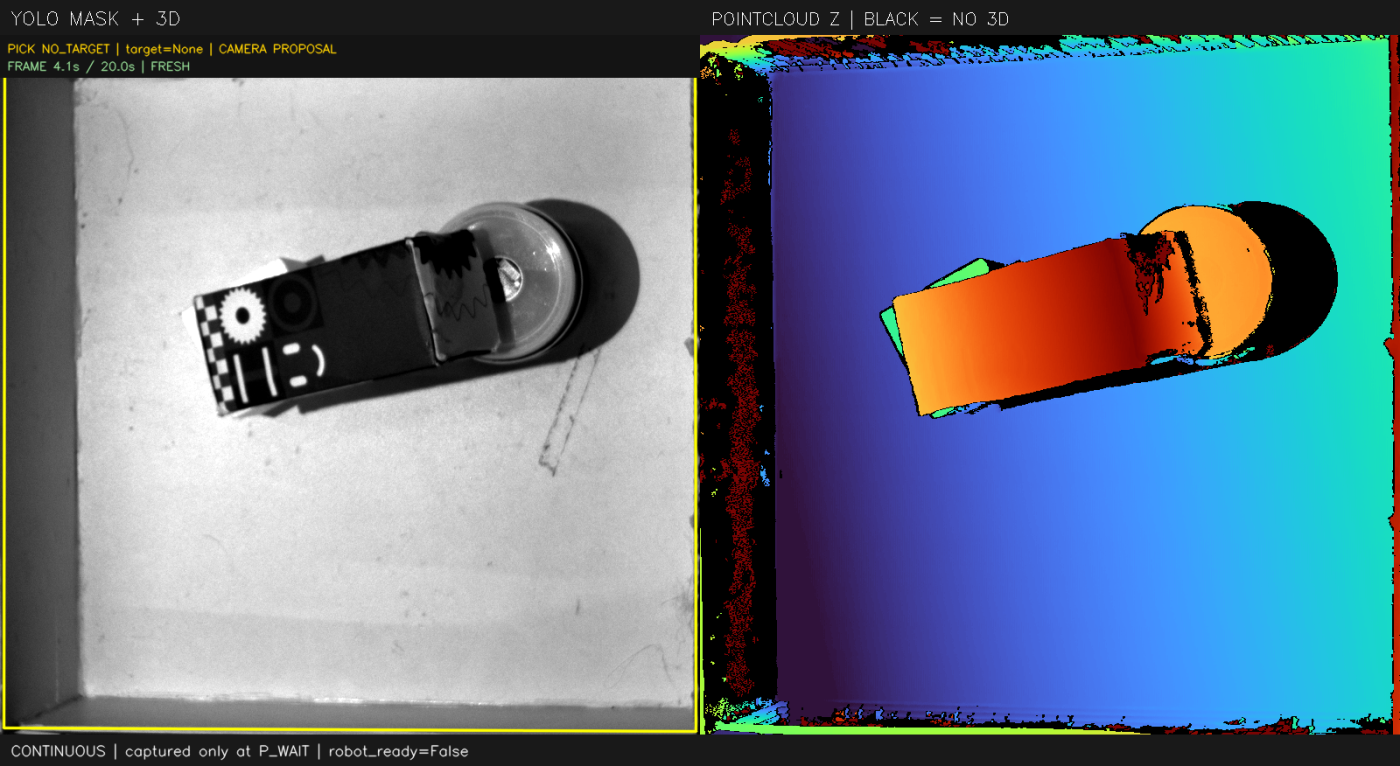 YOLO MASK + 3D
POINTCLOUD Z | BLACK = NO 3D
PICK NO_TARGET | target=None | CAMERA PROPOSAL
FRAME 4.1s / 20.0s | FRESH
CONTINUOUS | captured only at P_WAIT | robot_ready=False